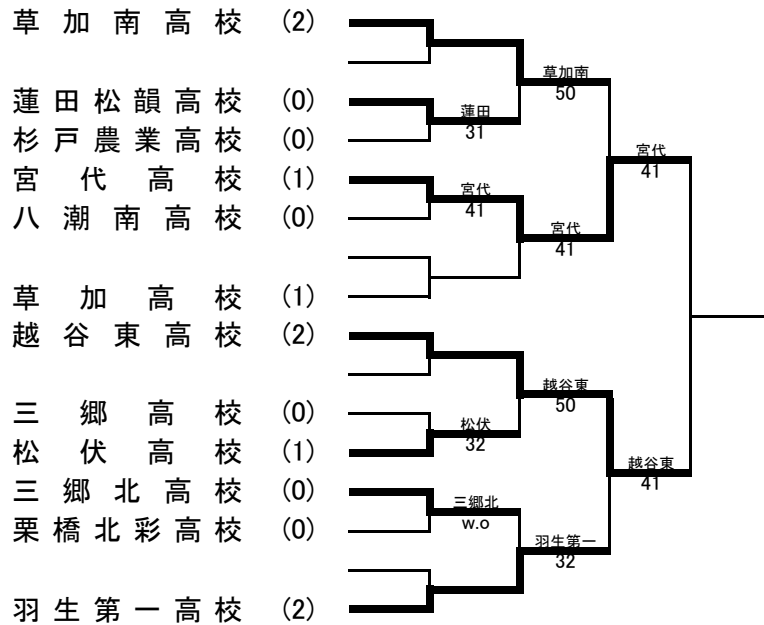 草加南高校 (2)
草加南
50
蓮田松韻高校 (0)
蓮田
31
杉戸農業高校 (0)
宮代
41
宮代高校 (1)
宮代
41
八潮南高校 (0)
宮代
41
草加高校 (1)
越谷東高校 (2)
越谷東
50
三郷高校 (0)
松伏
32
松伏高校 (1)
越谷東
41
三郷北高校 (0)
三郷北
w.o
栗橋北彩高校 (0)
羽生第一
32
羽生第一高校 (2)